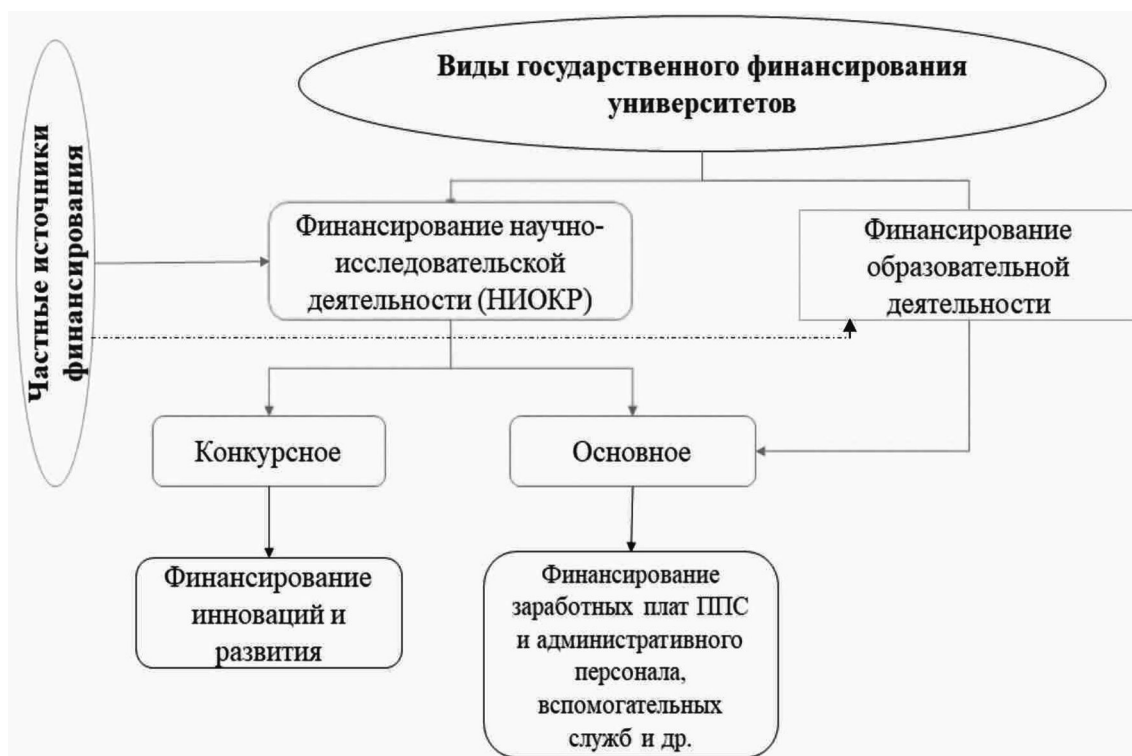 Виды государственного финансирования
университетов
Частные источники
финансирования
Финансирование научно-
исследовательской
деятельности (НИОКР)
Финансирование
образовательной
деятельности
Конкурсное
Основное
Финансирование
инноваций и
развития
Финансирование
заработных плат ППС
и административного
персонала,
вспомогательных
служб и др.